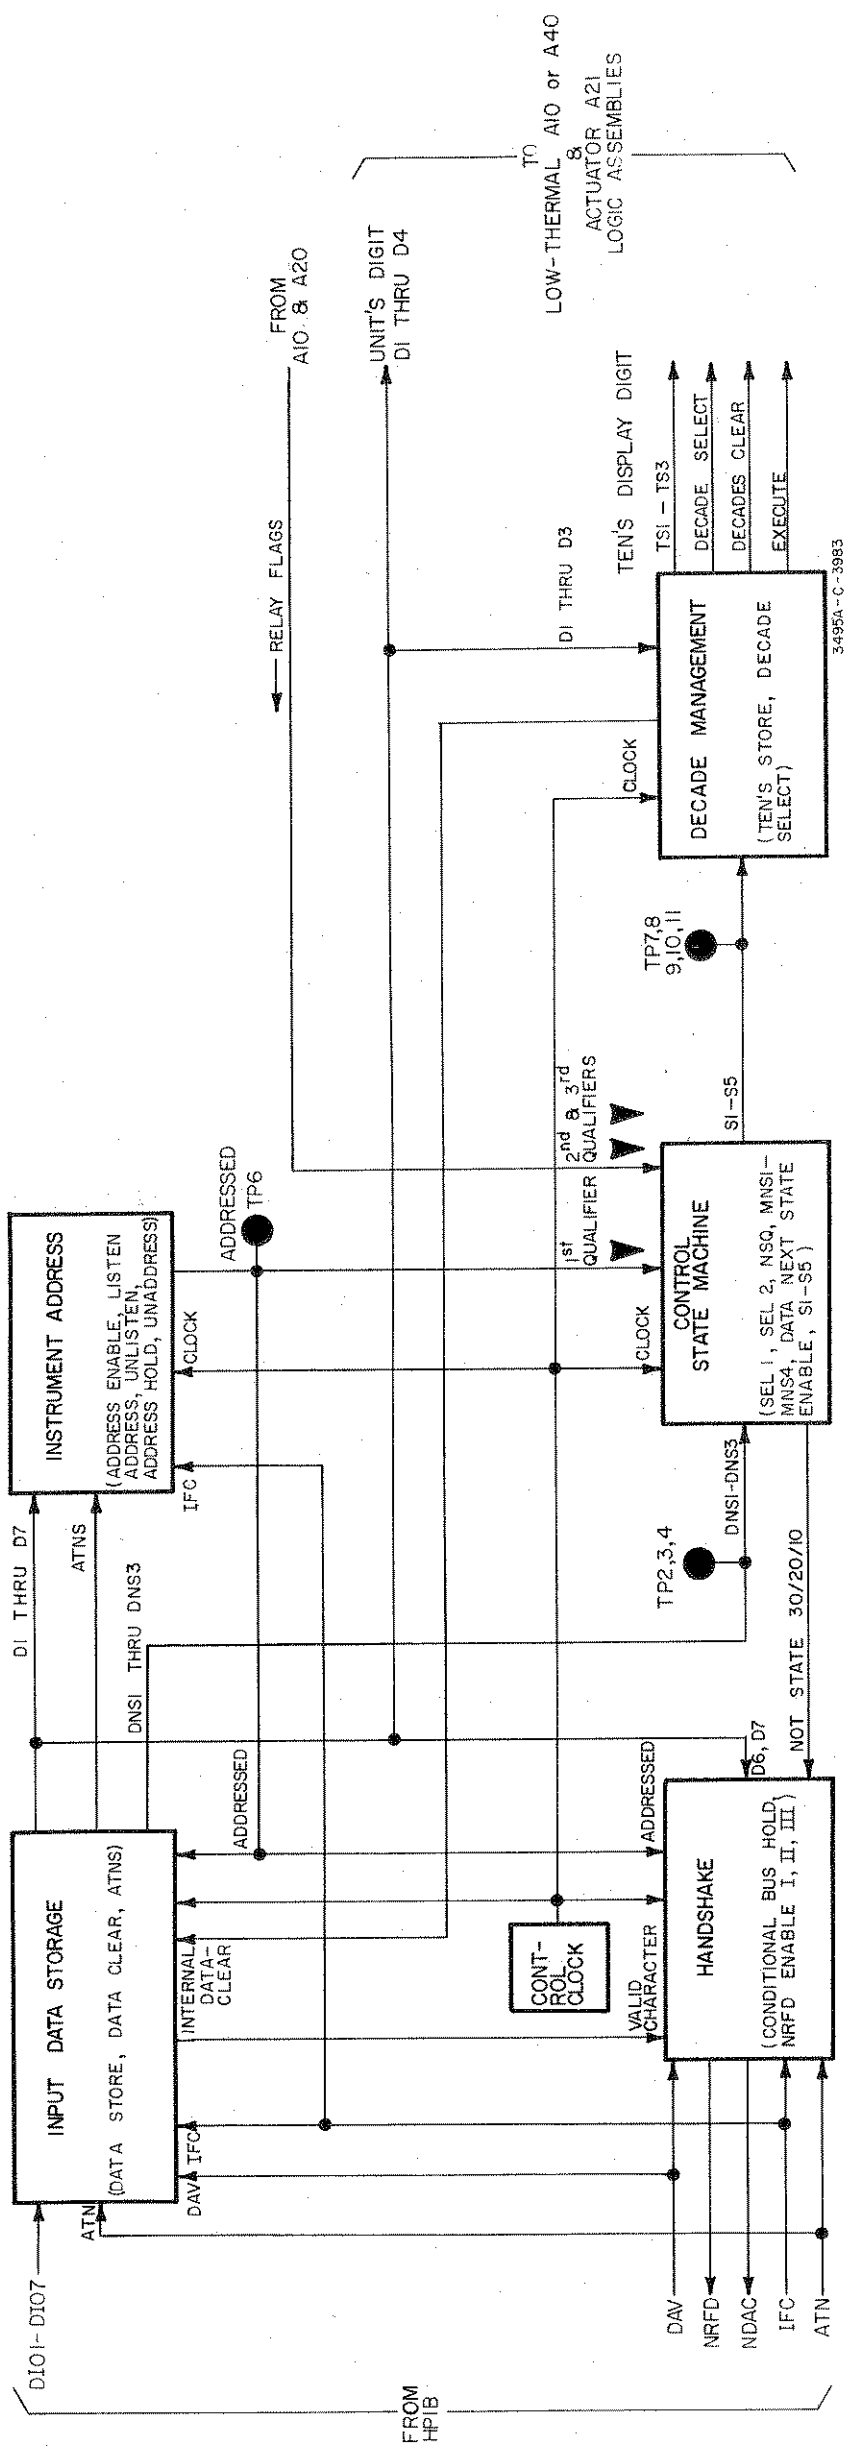 FROM
HPIB
DIO1-DIO7
ATN
DAV
IFC
INPUT DATA STORAGE
(DATA STORE, DATA CLEAR, ATNS)
INTERNAL
DATA-
CLEAR
ADDRESSED
D1 THRU D7
ATNS
DNS1 THRU DNS3
IFC
CLOCK
INSTRUMENT ADDRESS
(ADDRESS ENABLE, LISTEN
ADDRESS, UNLISTEN,
ADDRESS HOLD, UNADDRESS)
ADDRESSED
TP6
RELAY FLAGS
FROM
A10 & A20
UNIT'S DIGIT
D1 THRU D4
TO
LOW-THERMAL A10 or A40
&
ACTUATOR A21
LOGIC ASSEMBLIES
CONT-
ROL
CLOCK
DAV
NRFD
NDAC
IFC
ATN
VALID
CHARACTER
ADDRESSED
D6, D7
HANDSHAKE
(CONDITIONAL BUS HOLD,
NRFD ENABLE I, II, III)
NOT STATE 30/20/10
TP2,3,4
DNS1-DNS3
CLOCK
1st
QUALIFIER
2nd & 3rd
QUALIFIERS
CONTROL
STATE MACHINE
(SEL 1, SEL 2, NSQ, MNS1-
MNS4, DATA NEXT STATE
ENABLE, S1-S5)
S1-S5
TP7,8
9,10,11
CLOCK
D1 THRU D3
DECADE MANAGEMENT
(TEN'S STORE, DECADE
SELECT)
TEN'S DISPLAY DIGIT
TS1-TS3
DECADE SELECT
DECADES CLEAR
EXECUTE
3495A-C-3983